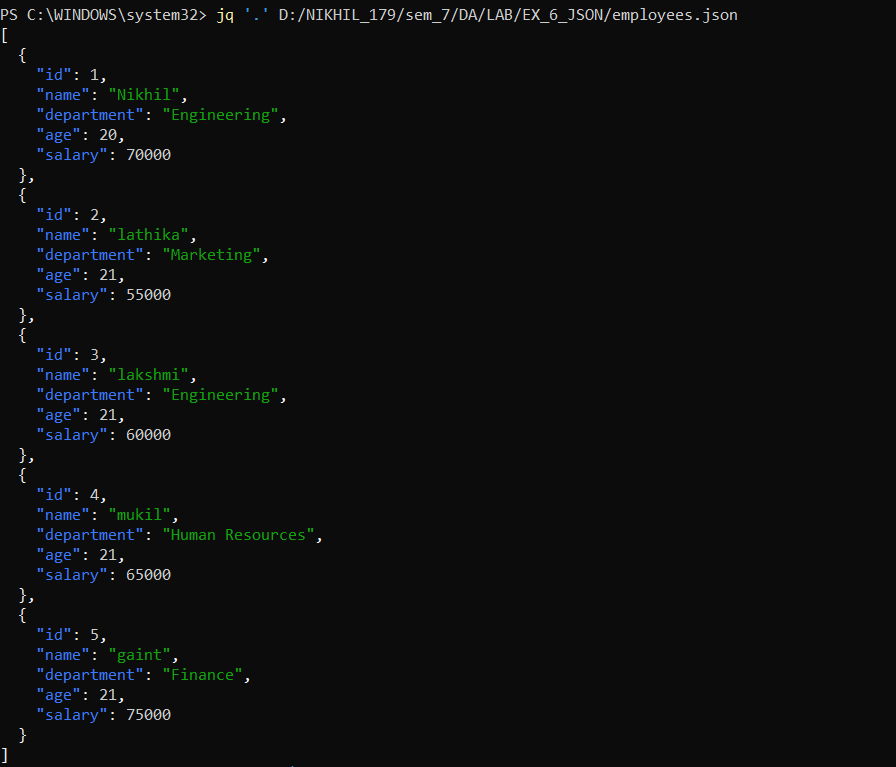 PS C:\WINDOWS\system32> jq '.' D:/NIKHIL_179/sem_7/DA/LAB/EX_6_JSON/employees.json
[
  {
    "id": 1,
    "name": "Nikhil",
    "department": "Engineering",
    "age": 20,
    "salary": 70000
  },
  {
    "id": 2,
    "name": "lathika",
    "department": "Marketing",
    "age": 21,
    "salary": 55000
  },
  {
    "id": 3,
    "name": "lakshmi",
    "department": "Engineering",
    "age": 21,
    "salary": 60000
  },
  {
    "id": 4,
    "name": "mukil",
    "department": "Human Resources",
    "age": 21,
    "salary": 65000
  },
  {
    "id": 5,
    "name": "gaint",
    "department": "Finance",
    "age": 21,
    "salary": 75000
  }
]